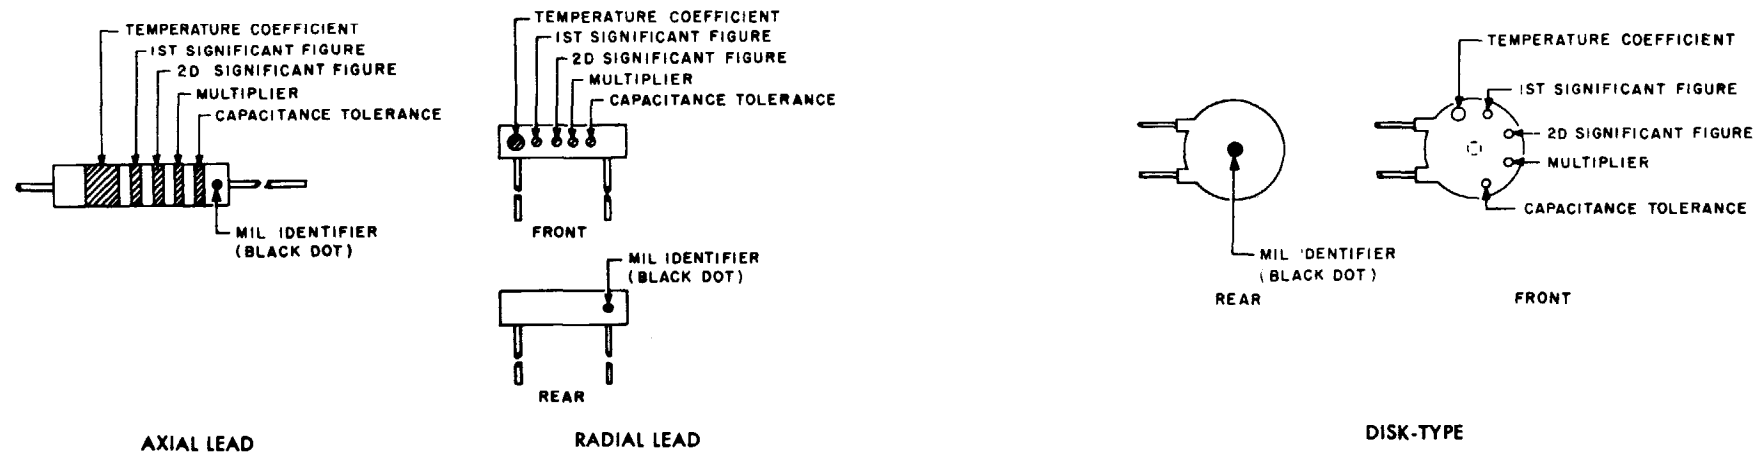 TEMPERATURE COEFFICIENT
1ST SIGNIFICANT FIGURE
2D SIGNIFICANT FIGURE
MULTIPLIER
CAPACITANCE TOLERANCE
MIL IDENTIFIER
(BLACK DOT)
AXIAL LEAD
TEMPERATURE COEFFICIENT
1ST SIGNIFICANT FIGURE
2D SIGNIFICANT FIGURE
MULTIPLIER
CAPACITANCE TOLERANCE
FRONT
MIL IDENTIFIER
(BLACK DOT)
REAR
RADIAL LEAD
MIL 'DENTIFIER
(BLACK DOT)
REAR
TEMPERATURE COEFFICIENT
1ST SIGNIFICANT FIGURE
2D SIGNIFICANT FIGURE
MULTIPLIER
CAPACITANCE TOLERANCE
FRONT
DISK-TYPE